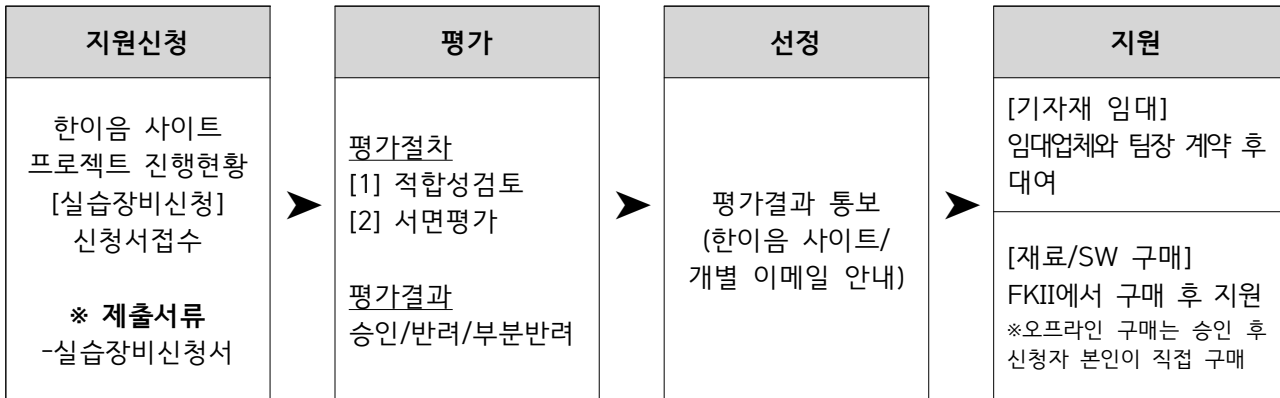 지원신청
한이음 사이트
프로젝트 진행현황
[실습장비신청]
신청서접수
※ 제출서류
-실습장비신청서
➤
평가
평가절차
[1] 적합성검토
[2] 서면평가
평가결과
승인/반려/부분반려
➤
선정
평가결과 통보
(한이음 사이트/
개별 이메일 안내)
➤
지원
[기자재 임대]
임대업체와 팀장 계약 후
대여
[재료/SW 구매]
FKII에서 구매 후 지원
※오프라인 구매는 승인 후
신청자 본인이 직접 구매